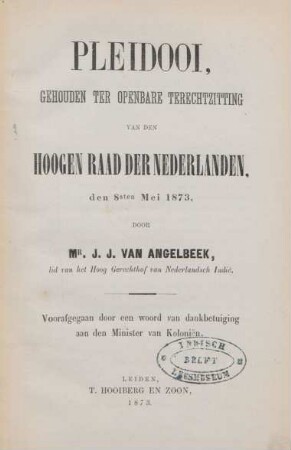 PLEIDOOI,
GEHOUDEN TER OPENBARE TERECHTZITTING
VAN DEN
HOOGEN RAAD DER NEDERLANDEN,
den 8sten Mei 1873,
DOOR
Mr. J. J. VAN ANGELBEEK,
lid van het Hoog Gerechtshof van Nederlandsch Indië.
Voorafgegaan door een woord van dankbetuiging
aan den Minister van Koloniën.
INDISCH
DELFT
LEESMUSEUM
LEIDEN,
T. HOOIBERG EN ZOON,
1873.